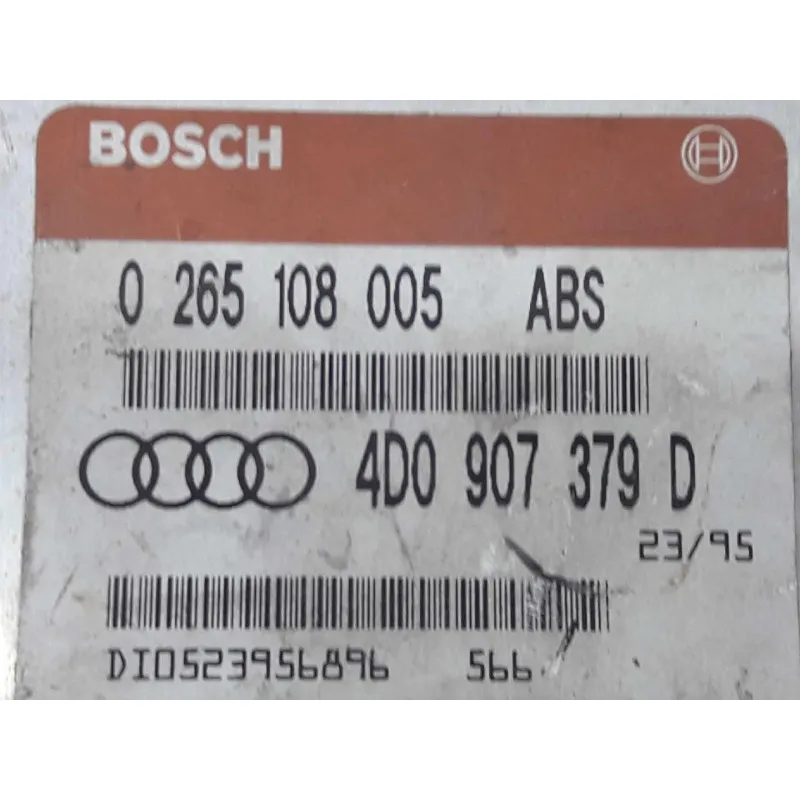 BOSCH
0 265 108 005 ABS
4D0 907 379 D
23/95
DI0523956896 566